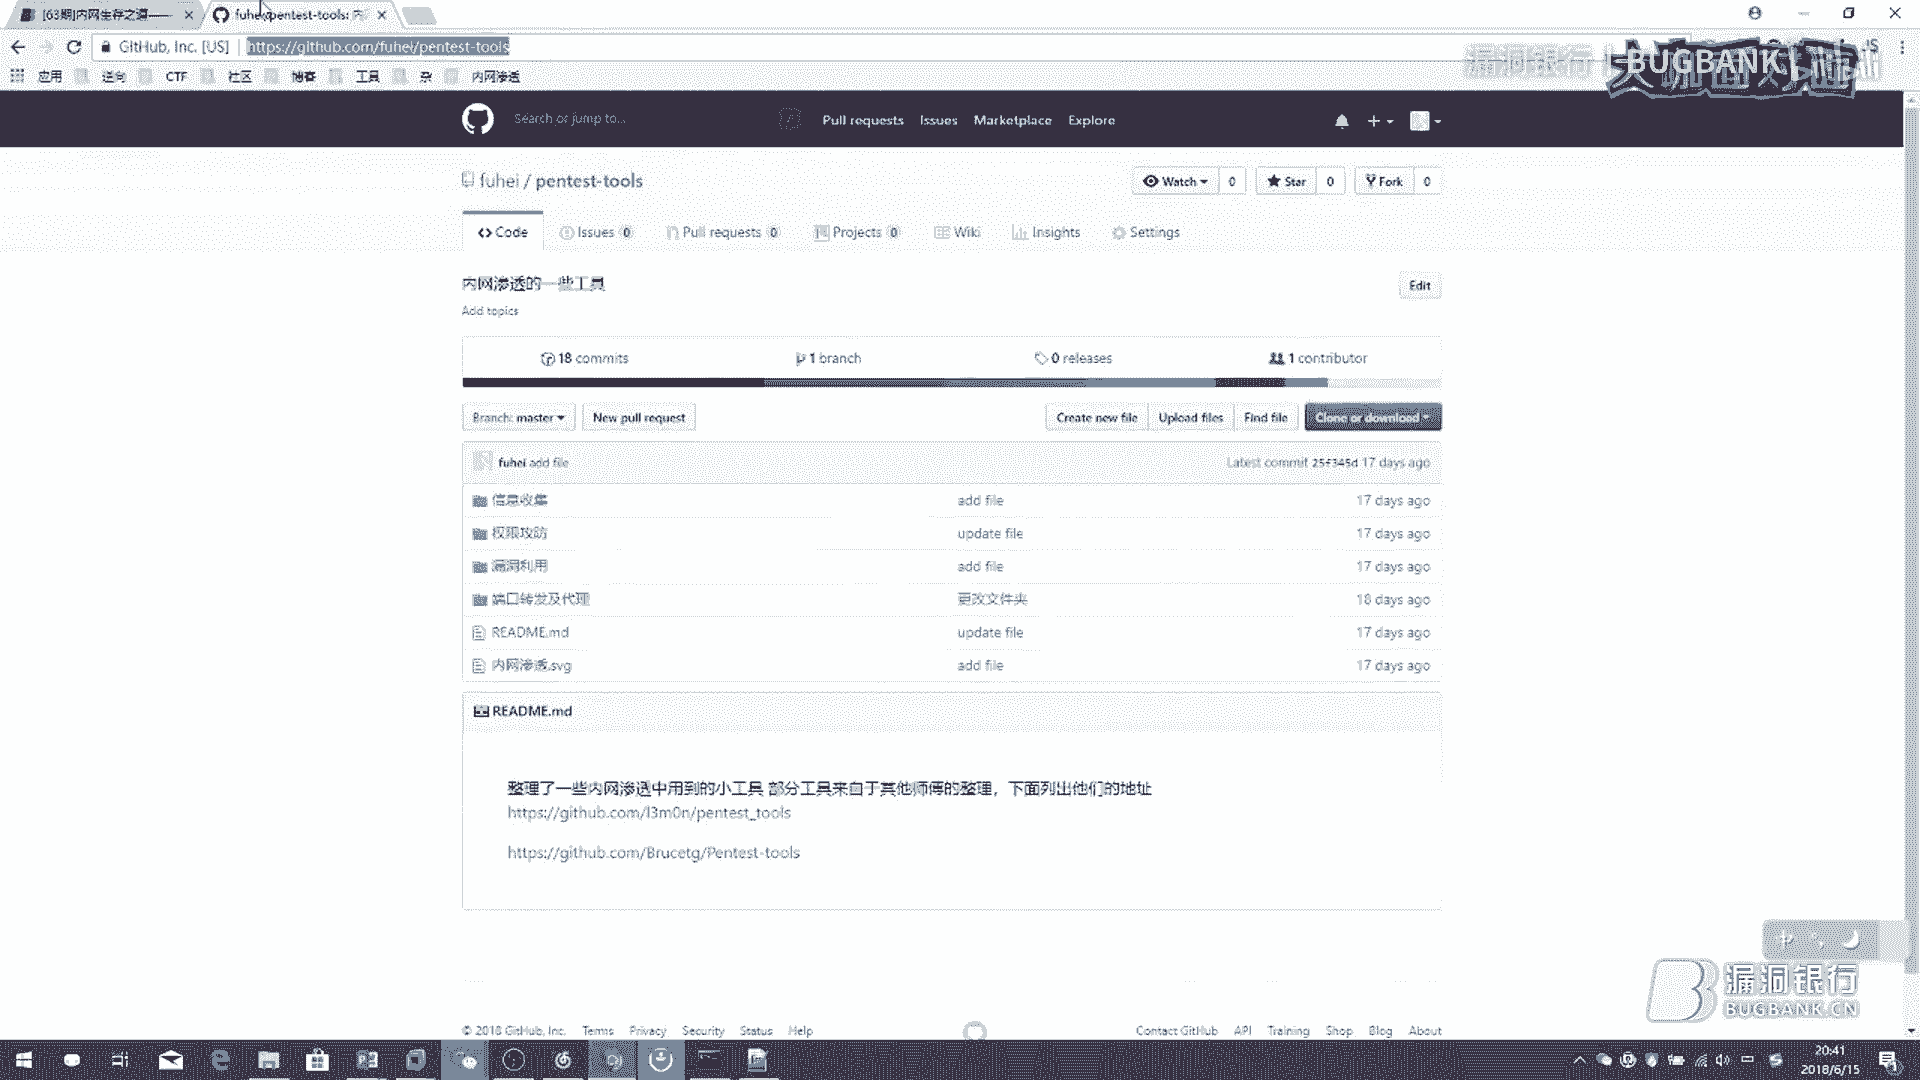 [63期]内网生存之道——
fuhei/pentest-tools: 内
GitHub, Inc. [US] | https://github.com/fuhei/pentest-tools
应用 逆向 CTF 社区 博客 工具 杂 内网渗透
漏洞银行 | BUGBANK
Search or jump to...
Pull requests Issues Marketplace Explore
fuhei / pentest-tools
Watch 0 Star 0 Fork 0
Code Issues 0 Pull requests 0 Projects 0 Wiki Insights Settings
内网渗透的一些工具
Edit
Add topics
18 commits 1 branch 0 releases 1 contributor
Branch: master New pull request Create new file Upload files Find file Clone or download
fuhei add file Latest commit 25f345d 17 days ago
信息收集 add file 17 days ago
权限攻防 update file 17 days ago
漏洞利用 add file 17 days ago
端口转发及代理 更改文件夹 18 days ago
README.md update file 17 days ago
内网渗透.svg add file 17 days ago
README.md
整理了一些内网渗透中用到的小工具 部分工具来自于其他师傅的整理，下面列出他们的地址
https://github.com/l3m0n/pentest_tools
https://github.com/Brucetg/Pentest-tools
漏洞银行
BUGBANK.CN
© 2018 GitHub, Inc. Terms Privacy Security Status Help
Contact GitHub API Training Shop Blog About
20:41
2018/6/15